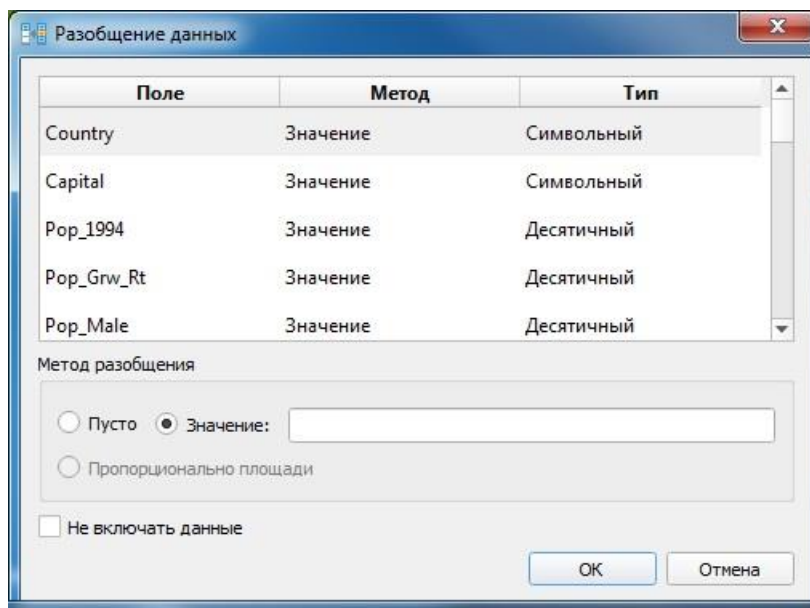 Разобщение данных
Поле Метод Тип
Country Значение Символьный
Capital Значение Символьный
Pop_1994 Значение Десятичный
Pop_Grw_Rt Значение Десятичный
Pop_Male Значение Десятичный
Метод разобщения
Пусто Значение:
Пропорционально площади
Не включать данные
ОК Отмена